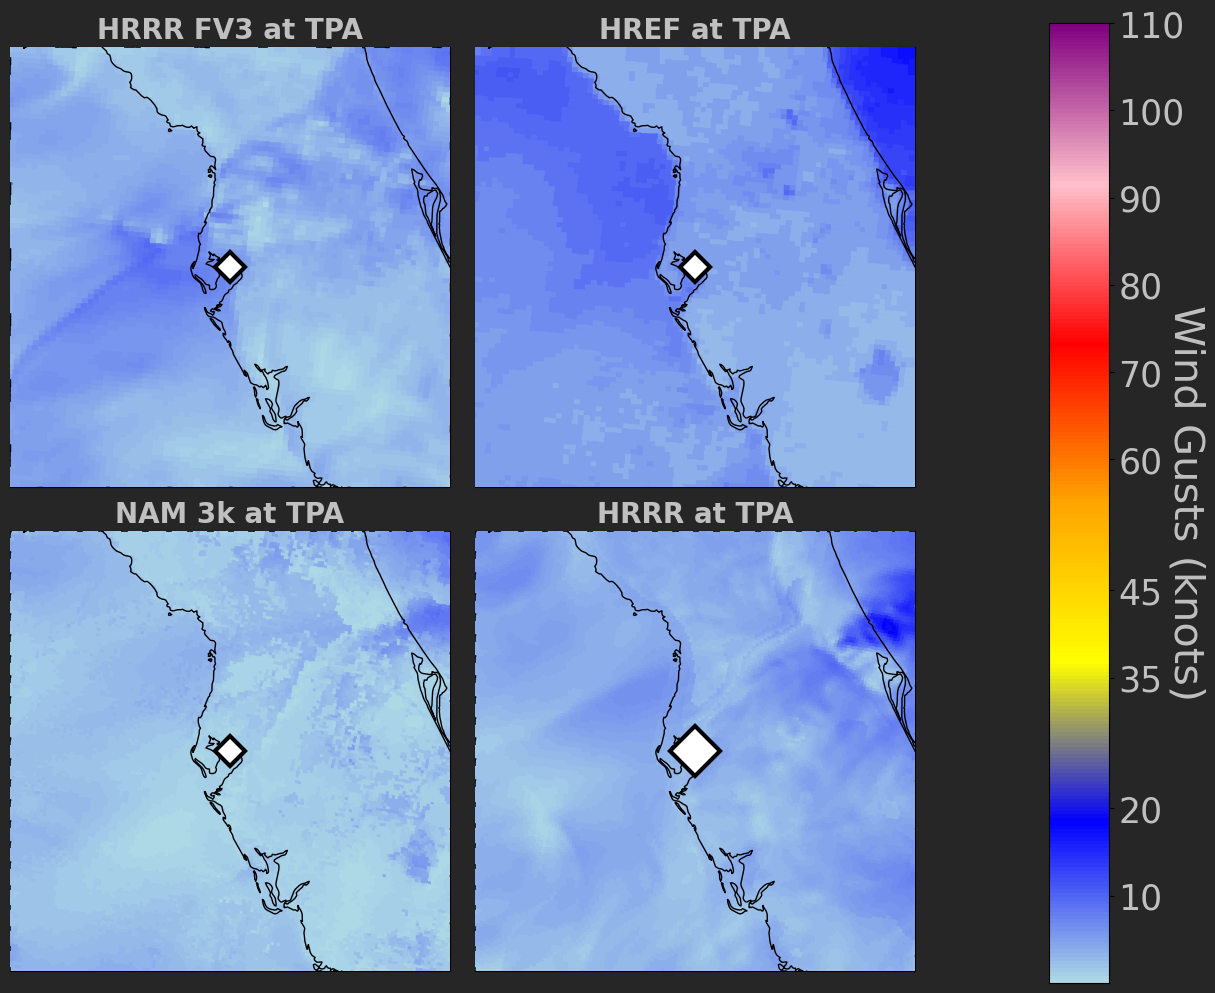 HRRR FV3 at TPA
HREF at TPA
NAM 3k at TPA
HRRR at TPA
110
100
90
80
70
60
45
35
20
10
Wind Gusts (knots)